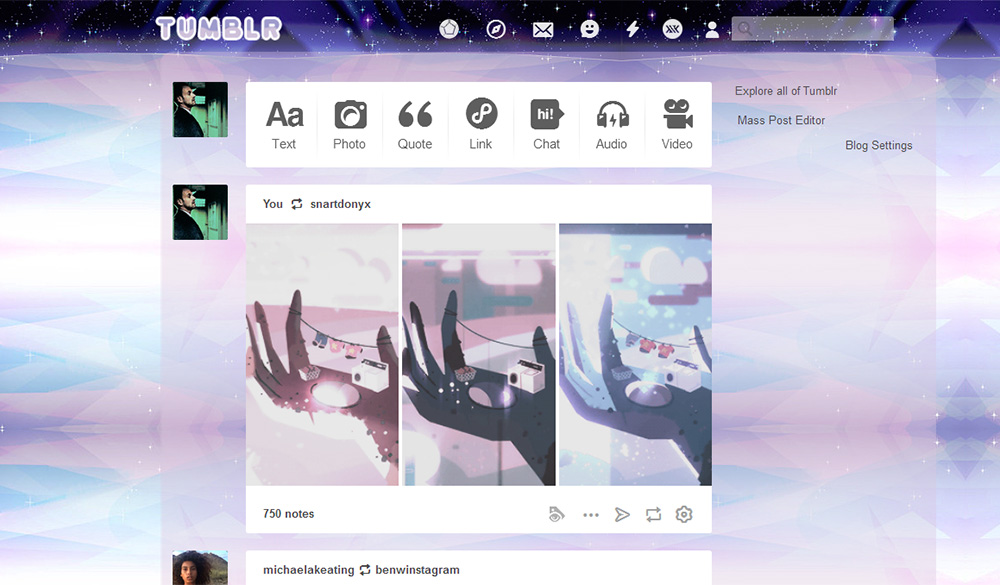 TUMBLR
Explore all of Tumblr
Mass Post Editor
Blog Settings
Aa
hi!
Text Photo Quote Link Chat Audio Video
You snartdonyx
750 notes
michaelakeating benwinstagram